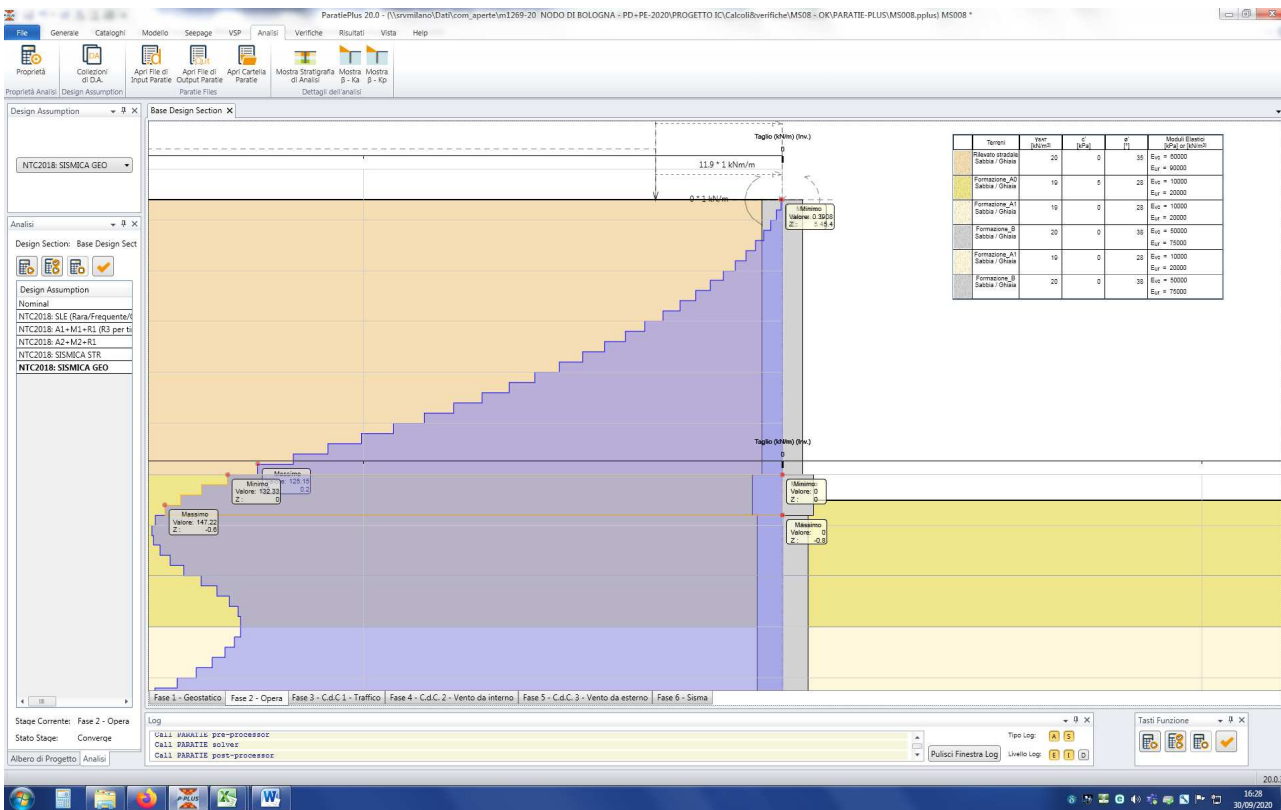 ParatiePlus 20.0 - (\\srvmilano\Dati\com_aperte\m1269-20 NODO DI BOLOGNA - PD+PE-2020\PROGETTO IC\Calcoli&verifiche\MS08 - OK\PARATIE-PLUS\MS008.pplus) MS008 *
File Generale Cataloghi Modello Seepage VSP Analisi Verifiche Risultati Vista Help
Proprietà
Collezioni di D.A.
Apri File di Input Paratie
Apri File di Output Paratie
Apri Cartella Paratie
Mostra Stratigrafia di Analisi
Mostra β - Ka
Mostra β - Kp
Proprietà Analisi Design Assumption Paratie Files Dettagli dell'analisi
Design Assumption
NTC2018: SISMICA GEO
Analisi
Design Section: Base Design Sect
Design Assumption
Nominal
NTC2018: SLE (Rara/Frequente/
NTC2018: A1+M1+R1 (R3 per ti
NTC2018: A2+M2+R1
NTC2018: SISMICA STR
NTC2018: SISMICA GEO
Stage Corrente: Fase 2 - Opera
Stato Stage: Converge
Albero di Progetto Analisi
Base Design Section
Taglio (kN/m) (Inv.)
0
11.9 * 1 kNm/m
0 * 1 kN/m
Minimo
Valore: 0.3908
Z :
Terreni γSAT [kN/m³] c' [kPa] ø' [°] Moduli Elastici [kPa] or [kN/m³]
Rilevato stradale Sabbia / Ghiaia 20 0 35 Evc = 60000 Eur = 90000
Formazione_A0 Sabbia / Ghiaia 19 5 28 Evc = 10000 Eur = 20000
Formazione_A1 Sabbia / Ghiaia 19 0 28 Evc = 10000 Eur = 20000
Formazione_B Sabbia / Ghiaia 20 0 38 Evc = 50000 Eur = 75000
Formazione_A1 Sabbia / Ghiaia 19 0 28 Evc = 10000 Eur = 20000
Formazione_B Sabbia / Ghiaia 20 0 38 Evc = 50000 Eur = 75000
Taglio (kN/m) (Inv.)
0
Massimo
0.2
Minimo
Valore: 132.33
Z : 0
Massimo
Valore: 147.22
Z : -0.6
Minimo
Valore: 0
Z : 0
Massimo
Valore: 0
Z : -0.8
Fase 1 - Geostatico Fase 2 - Opera Fase 3 - C.d.C 1 - Traffico Fase 4 - C.d.C. 2 - Vento da interno Fase 5 - C.d.C. 3 - Vento da esterno Fase 6 - Sisma
Log
Call PARATIE pre-processor
Call PARATIE solver
Call PARATIE post-processor
Tipo Log: A S
Pulisci Finestra Log Livello Log: E I D
Tasti Funzione
20.0.
P-PLUS
16:28
30/09/2020